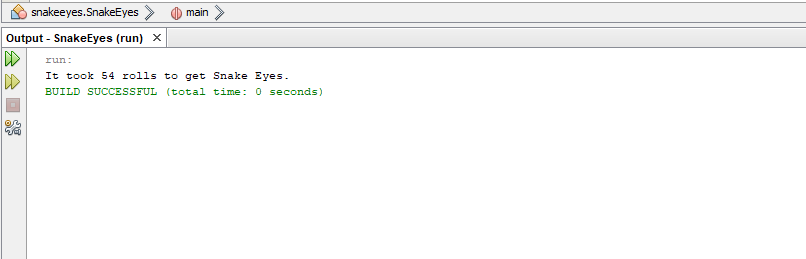 snakeeyes.SnakeEyes main
Output - SnakeEyes (run)
run:
It took 54 rolls to get Snake Eyes.
BUILD SUCCESSFUL (total time: 0 seconds)